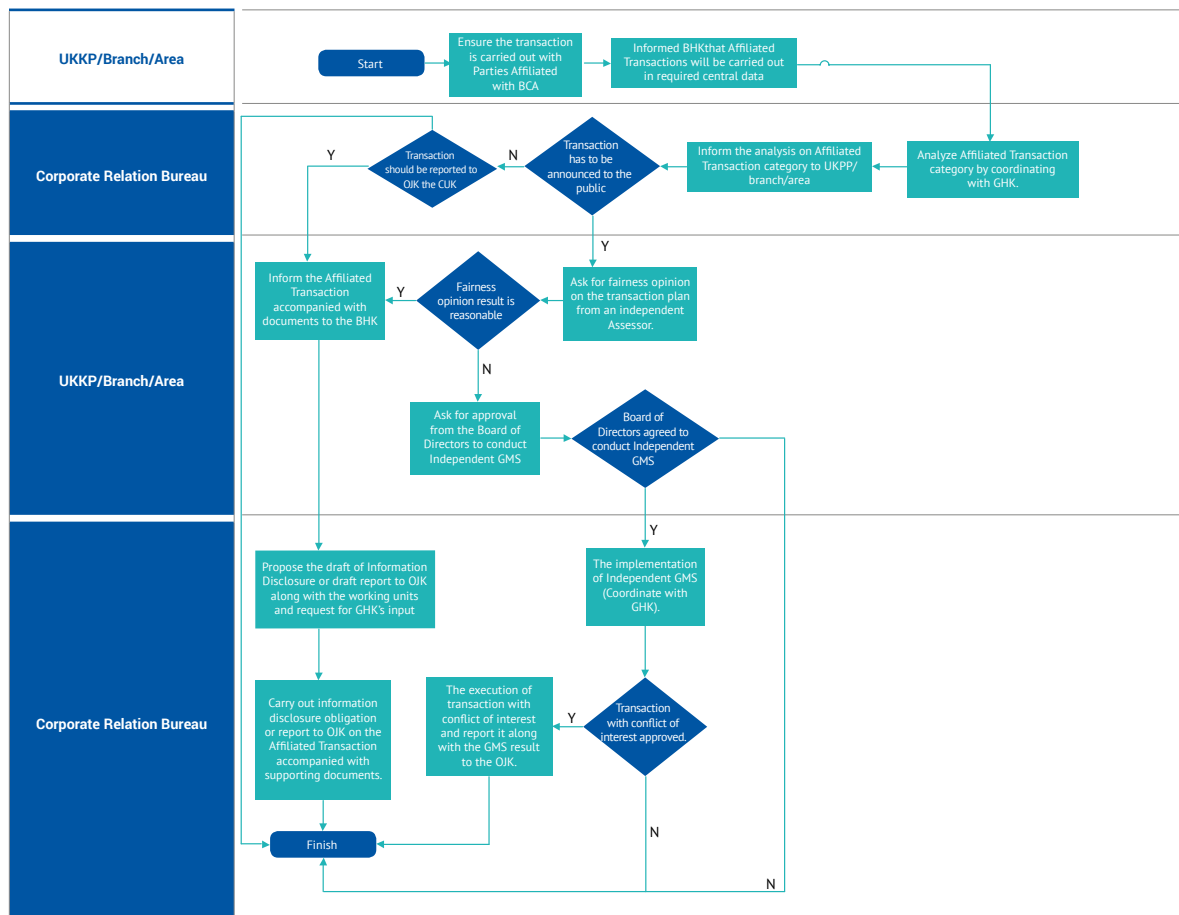 UKKP/Branch/Area
Start
Ensure the transaction
is carried out with
Parties Affiliated
with BCA
Informed BHKthat Affiliated
Transactions will be carried out
in required central data
Corporate Relation Bureau
Y
Transaction
should be reported to
OJK the CUK
N
Transaction
has to be
announced to the
public
Inform the analysis on Affiliated
Transaction category to UKPP/
branch/area
Analyze Affiliated Transaction
category by coordinating
with GHK.
Y
UKKP/Branch/Area
Inform the Affiliated
Transaction
accompanied with
documents to the BHK
Y
Fairness
opinion result is
reasonable
Ask for fairness opinion
on the transaction plan
from an independent
Assessor.
N
Ask for approval
from the Board of
Directors to conduct
Independent GMS
Board of
Directors agreed to
conduct Independent
GMS
Y
Corporate Relation Bureau
Propose the draft of Information
Disclosure or draft report to OJK
along with the working units
and request for GHK's input
The implementation
of Independent GMS
(Coordinate with
GHK).
Carry out information
disclosure obligation
or report to OJK on the
Affiliated Transaction
accompanied with
supporting documents.
The execution of
transaction with
conflict of interest
and report it along
with the GMS result
to the OJK.
Y
Transaction
with conflict of
interest approved.
N
Finish
N